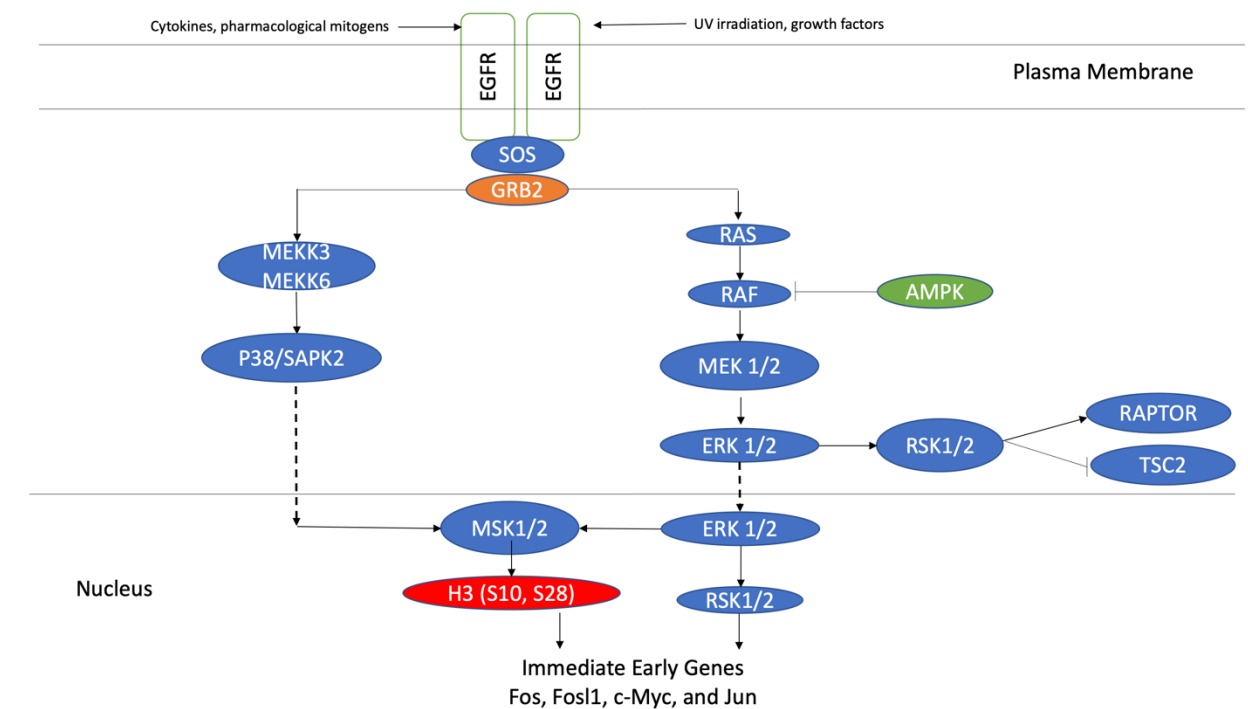 Cytokines, pharmacological mitogens
UV irradiation, growth factors
EGFR
EGFR
Plasma Membrane
SOS
GRB2
RAS
MEKK3
MEKK6
RAF
AMPK
P38/SAPK2
MEK 1/2
RAPTOR
ERK 1/2
RSK1/2
TSC2
MSK1/2
ERK 1/2
Nucleus
H3 (S10, S28)
RSK1/2
Immediate Early Genes
Fos, Fosl1, c-Myc, and Jun